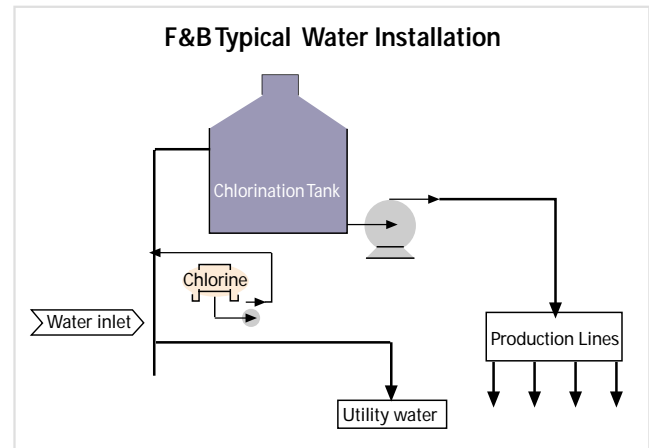 F&B Typical Water Installation
Chlorination Tank
Chlorine
Water inlet
Production Lines
Utility water